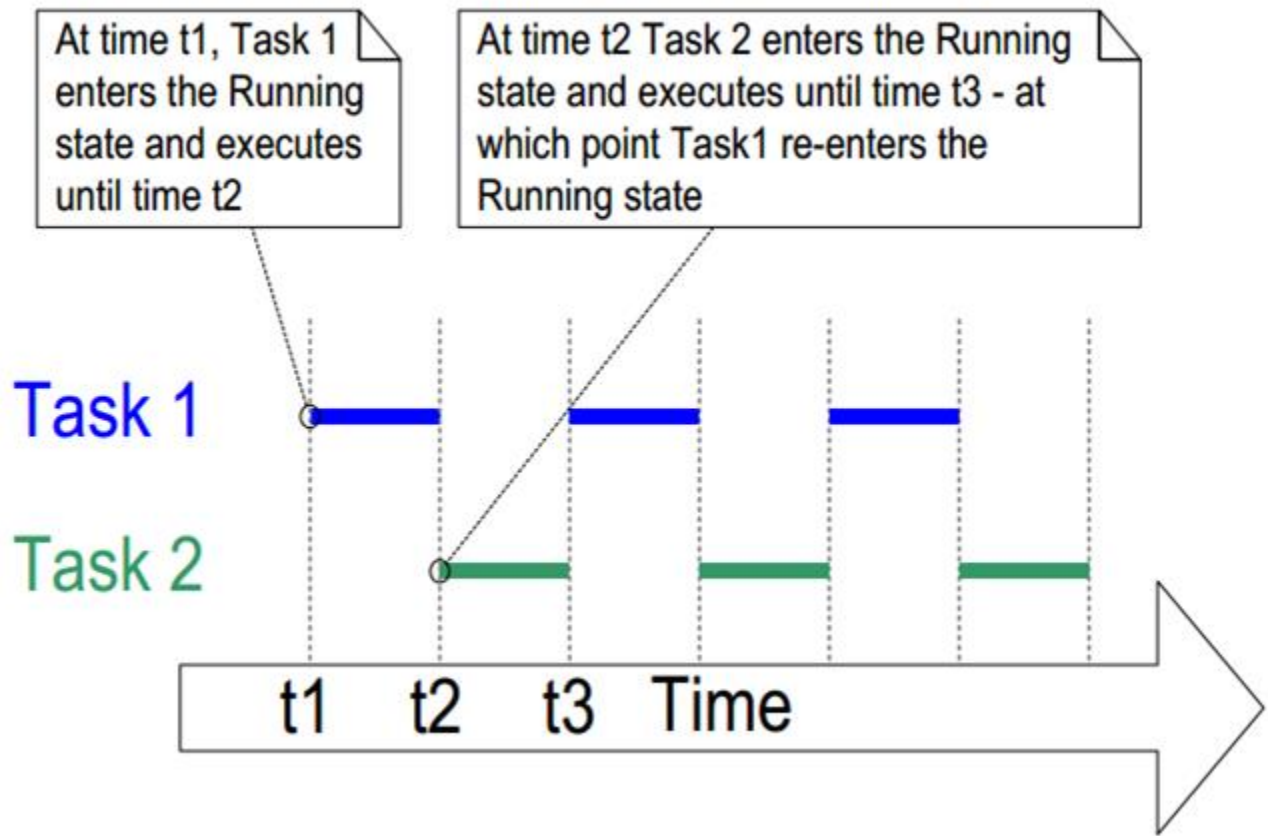 At time t1, Task 1
enters the Running
state and executes
until time t2
At time t2 Task 2 enters the Running
state and executes until time t3 - at
which point Task1 re-enters the
Running state
Task 1
Task 2
t1 t2 t3 Time